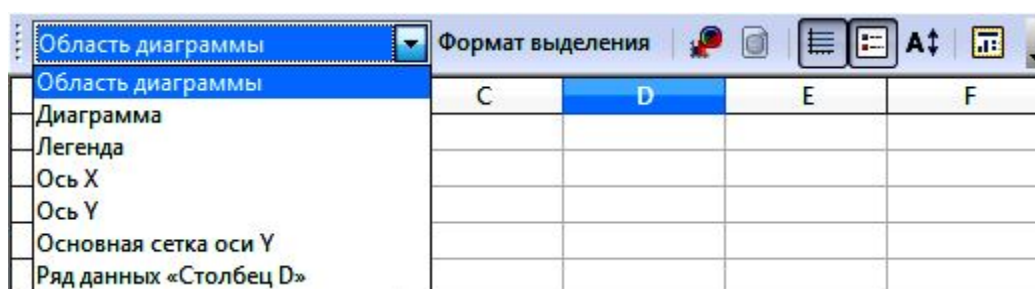 Область диаграммы Формат выделения A
Область диаграммы
C D E F
Диаграмма
Легенда
Ось X
Ось Y
Основная сетка оси Y
Ряд данных «Столбец D»